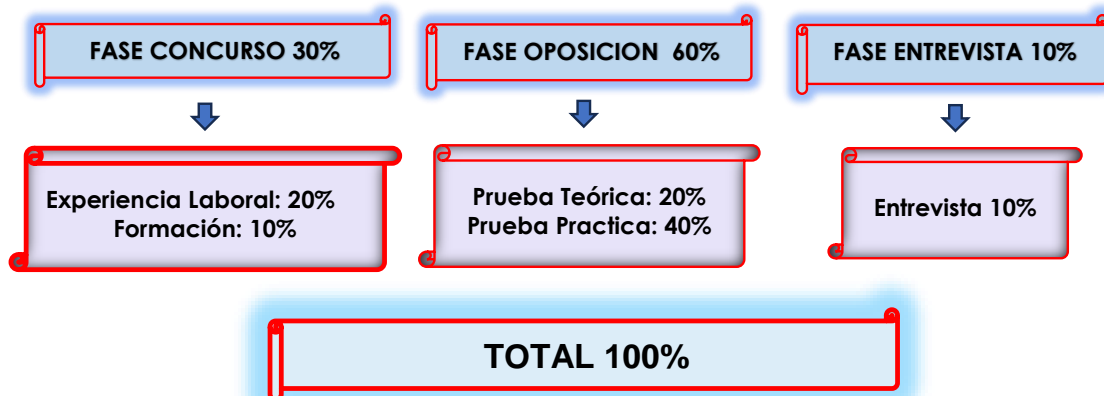 FASE CONCURSO 30%
FASE OPOSICION 60%
FASE ENTREVISTA 10%
Experiencia Laboral: 20%
Formación: 10%
Prueba Teórica: 20%
Prueba Practica: 40%
Entrevista 10%
TOTAL 100%